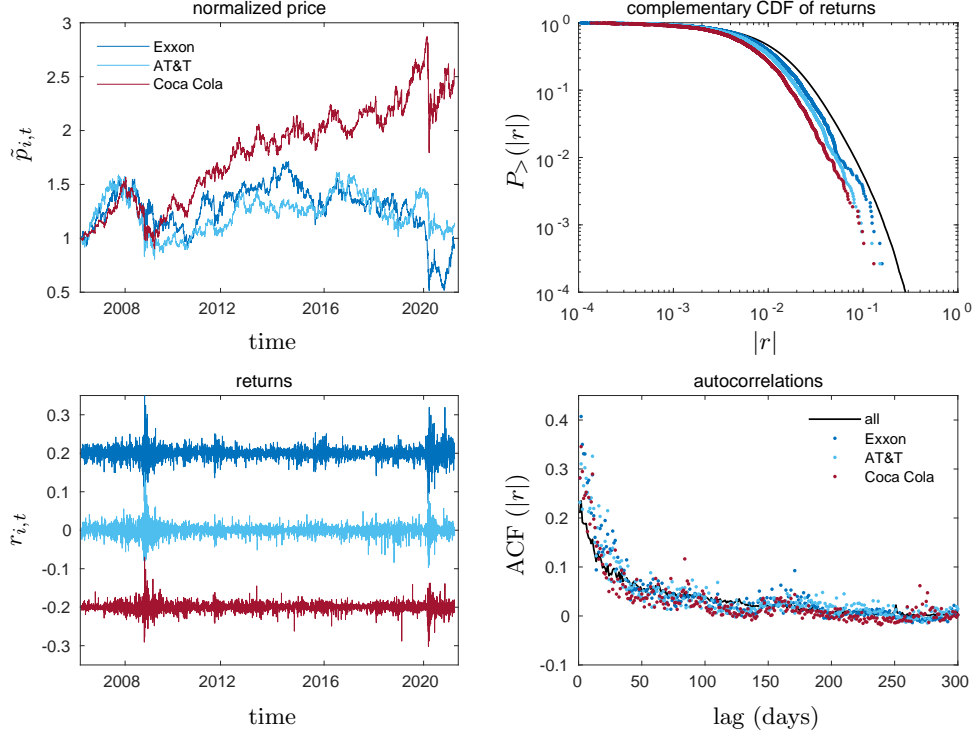 normalized price
3
2.5
2
1.5
1
0.5
Exxon
AT&T
Coca Cola
p̃_{i,t}
2008 2012 2016 2020
time
complementary CDF of returns
10^0
10^{-1}
10^{-2}
10^{-3}
10^{-4}
P_>(|r|)
10^{-4} 10^{-3} 10^{-2} 10^{-1} 10^0
|r|
returns
0.3
0.2
0.1
0
-0.1
-0.2
-0.3
r_{i,t}
2008 2012 2016 2020
time
autocorrelations
0.4
0.3
0.2
0.1
0
-0.1
all
Exxon
AT&T
Coca Cola
ACF (|r|)
0 50 100 150 200 250 300
lag (days)